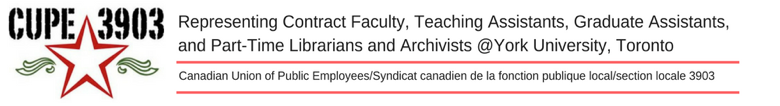 CUPE 3903
Representing Contract Faculty, Teaching Assistants, Graduate Assistants,
and Part-Time Librarians and Archivists @York University, Toronto
Canadian Union of Public Employees/Syndicat canadien de la fonction publique local/section locale 3903